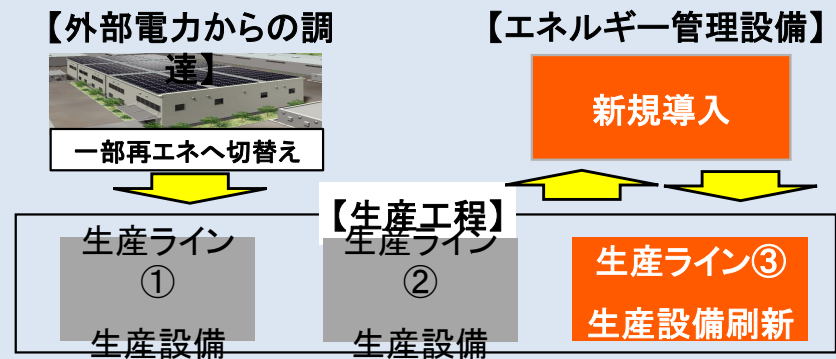 【外部電力からの調
達】
一部再エネへ切替え
【エネルギー管理設備】
新規導入
【生産工程】
生産ライン
①
生産設備
生産ライン
②
生産設備
生産ライン③
生産設備刷新